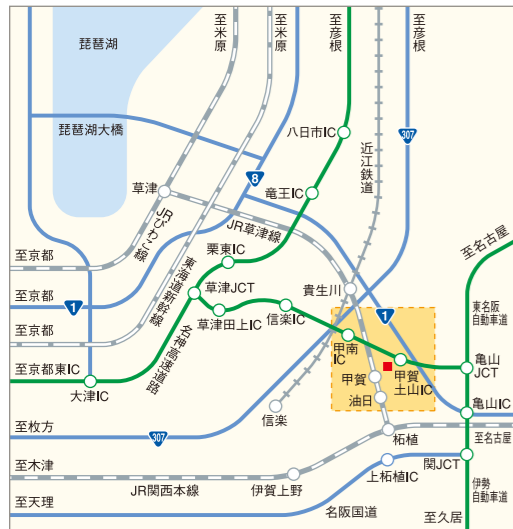 至米原
至米原
至彦根
至彦根
琵琶湖
琵琶湖大橋
八日市IC
307
近江鉄道
8
竜王IC
草津
JRびわこ線
JR草津線
至名古屋
栗東IC
至京都
東海道新幹線
草津JCT
貴生川
至京都
1
名神高速道路
草津田上IC
信楽IC
1
東名阪
自動車道
至京都
甲南
IC
亀山
JCT
至京都東IC
大津IC
甲賀
甲賀
土山IC
油日
亀山IC
信楽
至枚方
307
柘植
至名古屋
至木津
JR関西本線
伊賀上野
上柘植IC
関JCT
伊勢
自動車道
至天理
名阪国道
至久居